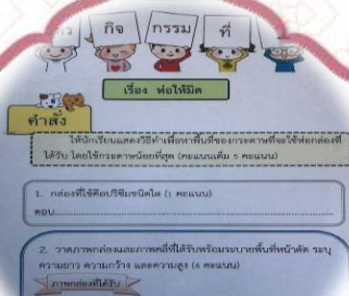 กิจ กรรม ที่
เรื่อง ห่อให้มิด
คำสั่ง
ให้นักเรียนแสดงวิธีทำเพื่อหาพื้นที่ของกระดาษที่จะใช้ห่อกล่องที่
ได้รับ โดยใช้กระดาษน้อยที่สุด (คะแนนเต็ม 5 คะแนน)
1. กล่องที่ใช้คือปริซึมชนิดใด (1 คะแนน)
ตอบ
2. วาดภาพกล่องและภาพคลี่ที่ได้รับพร้อมระบายพื้นที่หน้าตัด ระบุ
ความยาว ความกว้าง และความสูง (4 คะแนน)
ภาพกล่องที่ได้รับ